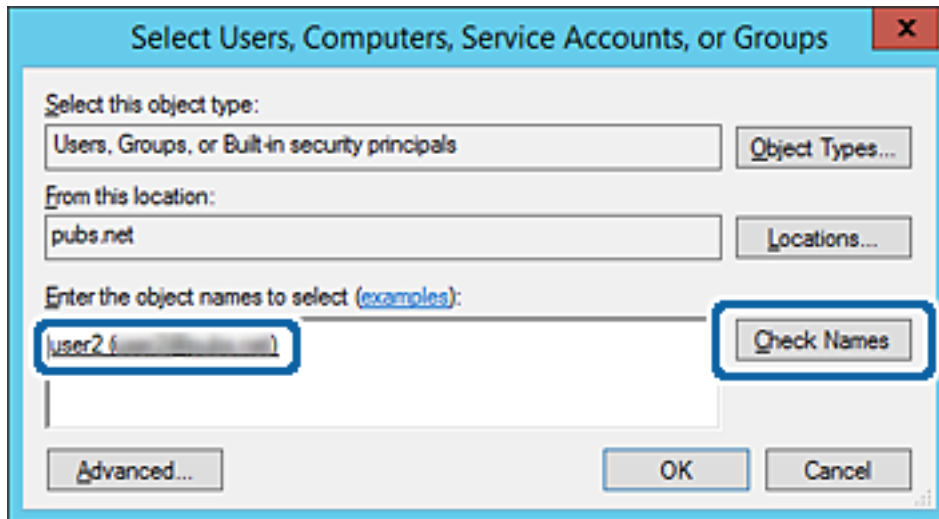 Select Users, Computers, Service Accounts, or Groups
x
Select this object type:
Users, Groups, or Built-in security principals
Object Types...
From this location:
pubs.net
Locations...
Enter the object names to select (examples):
user2 (
)
Check Names
Advanced...
OK
Cancel